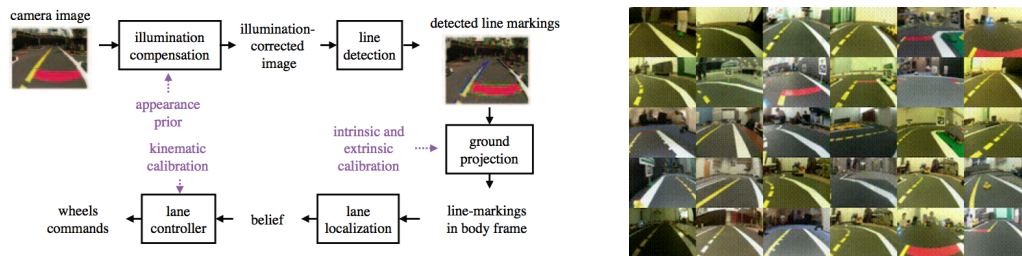 camera image
illumination
compensation
illumination-
corrected
image
line
detection
detected line markings
appearance
prior
kinematic
calibration
intrinsic and
extrinsic
calibration
ground
projection
wheels
commands
lane
controller
belief
lane
localization
line-markings
in body frame